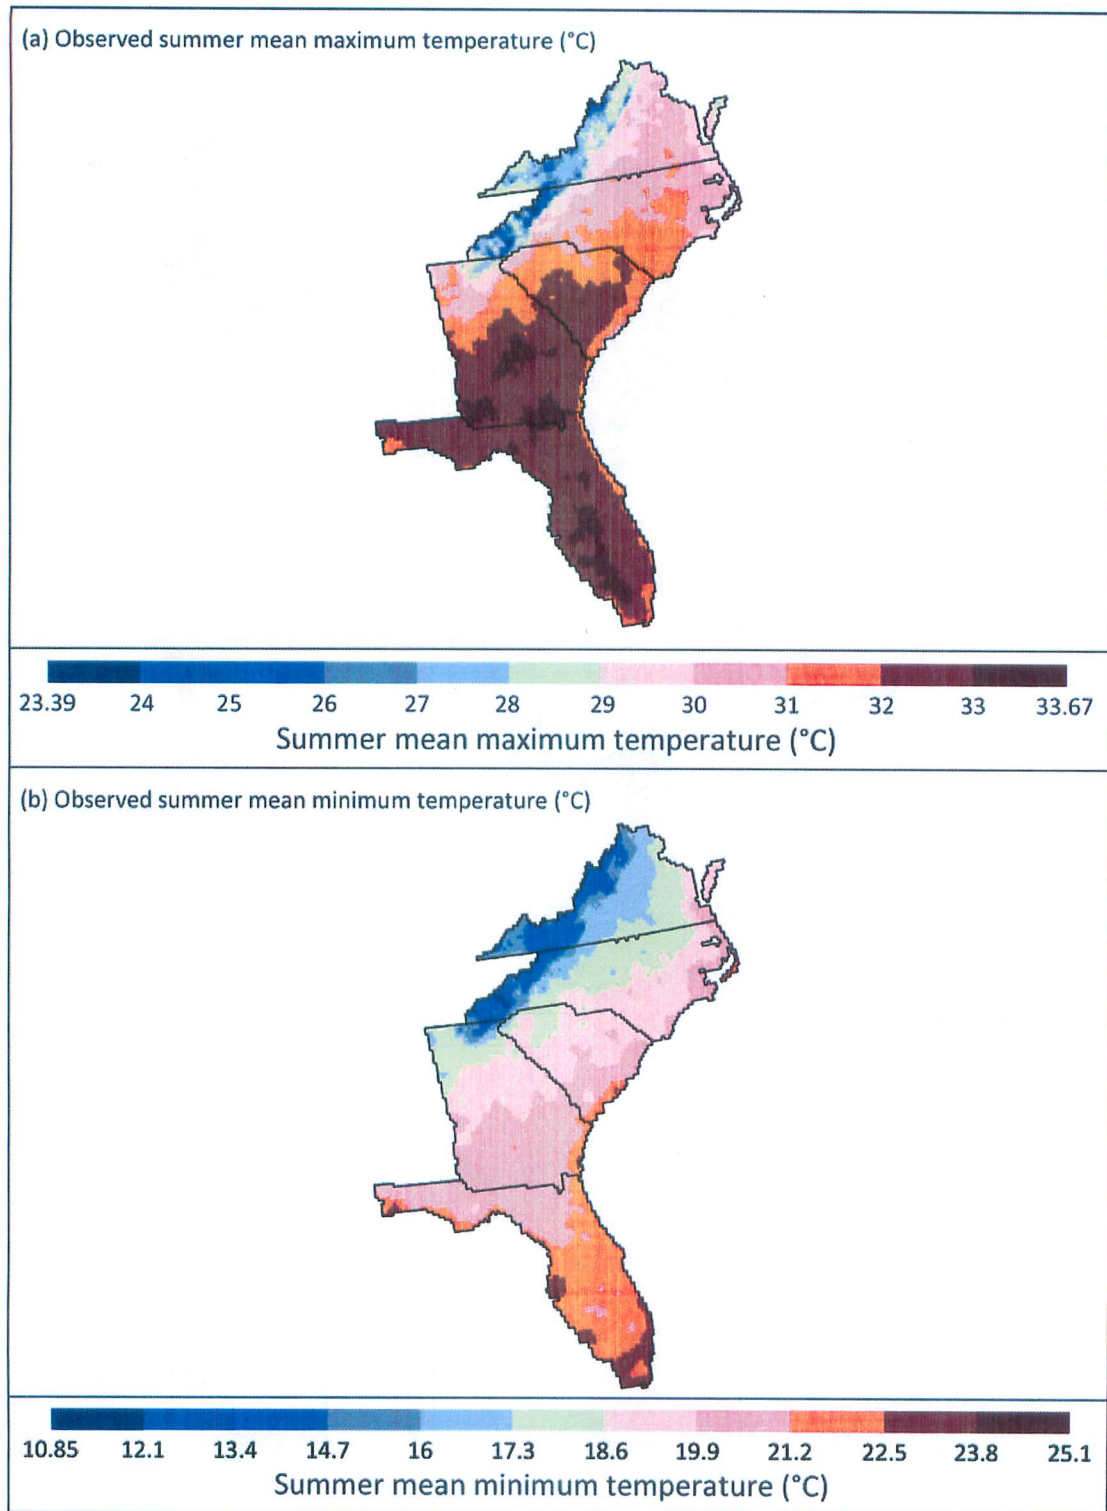 (a) Observed summer mean maximum temperature (°C)
23.39 24 25 26 27 28 29 30 31 32 33 33.67
Summer mean maximum temperature (°C)
(b) Observed summer mean minimum temperature (°C)
10.85 12.1 13.4 14.7 16 17.3 18.6 19.9 21.2 22.5 23.8 25.1
Summer mean minimum temperature (°C)